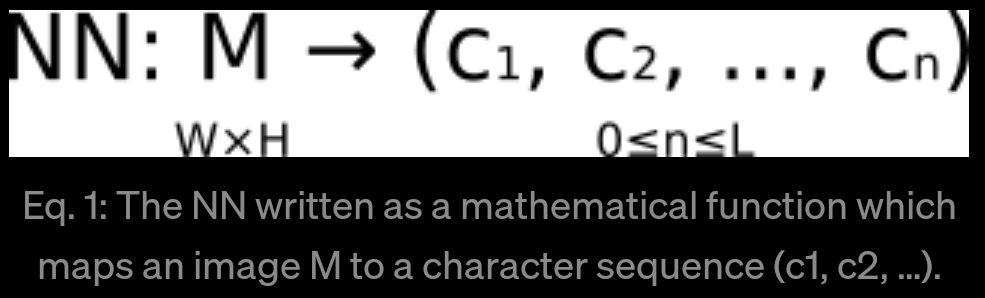 NN: M → (c₁, c₂, ..., cₙ)
W×H 0≤n≤L
Eq. 1: The NN written as a mathematical function which
maps an image M to a character sequence (c1, c2, …).